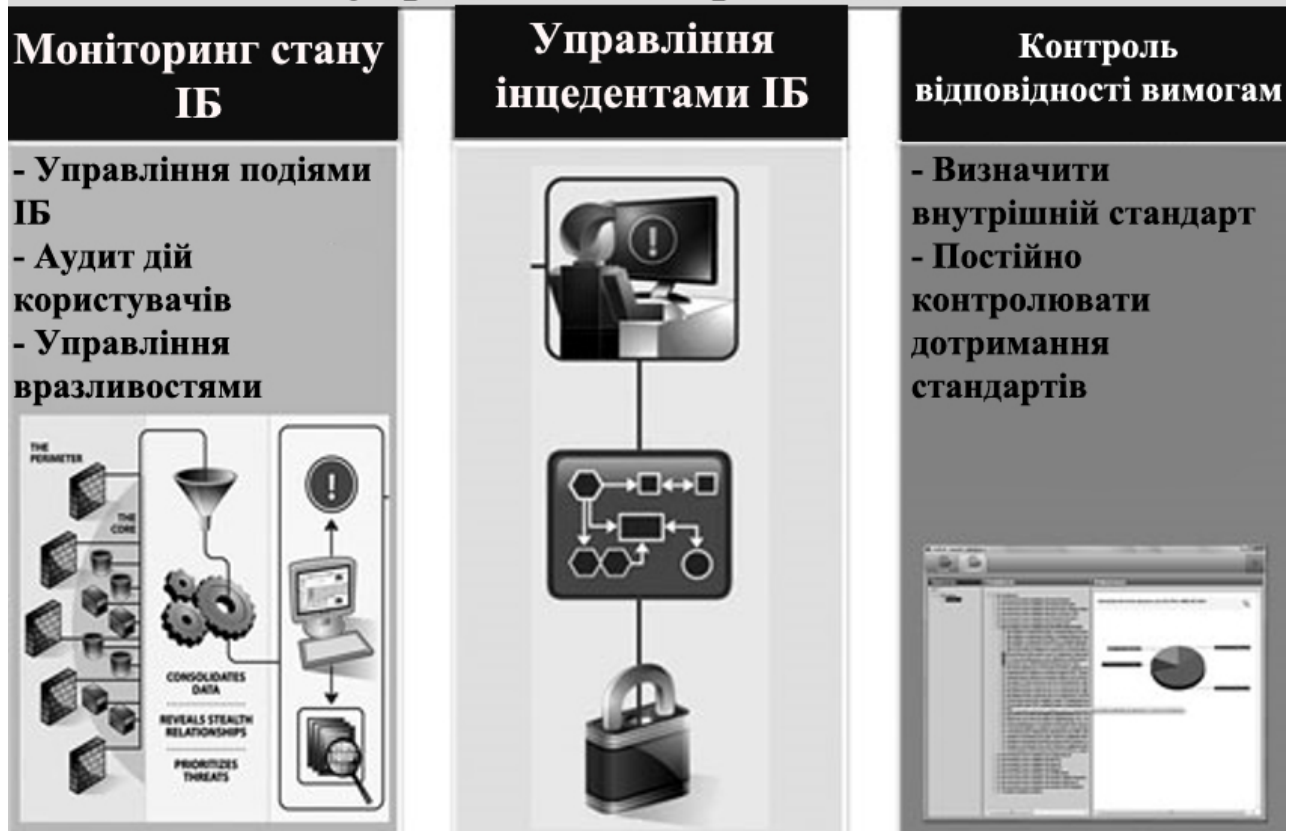 Моніторинг стану
ІБ
- Управління подіями
ІБ
- Аудит дій
користувачів
- Управління
вразливостями
THE
PERIMETER
THE
CORE
CONSOLIDATES
DATA
REVEALS STEALTH
RELATIONSHIPS
PRIORITIZES
THREATS
Управління
інцедентами ІБ
Контроль
відповідності вимогам
- Визначити
внутрішній стандарт
- Постійно
контролювати
дотримання
стандартів